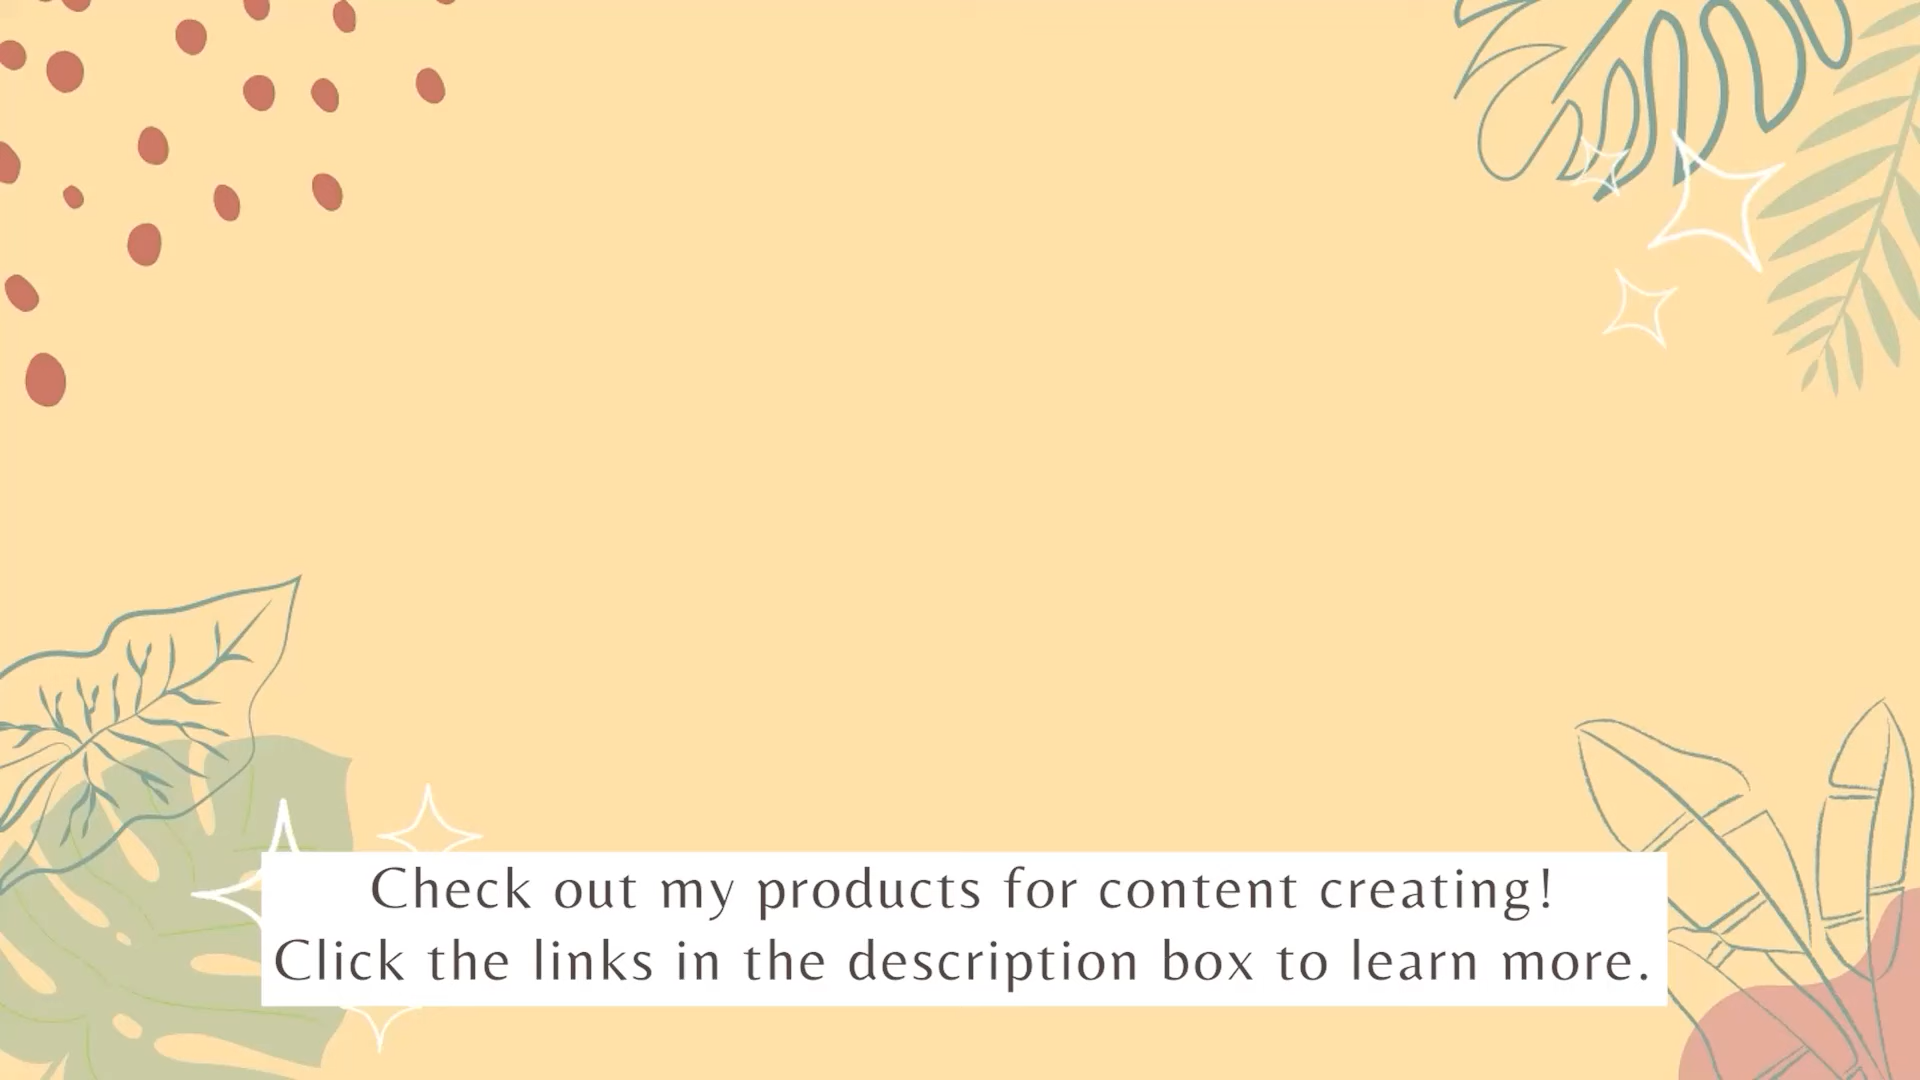 Check out my products for content creating!
Click the links in the description box to learn more.